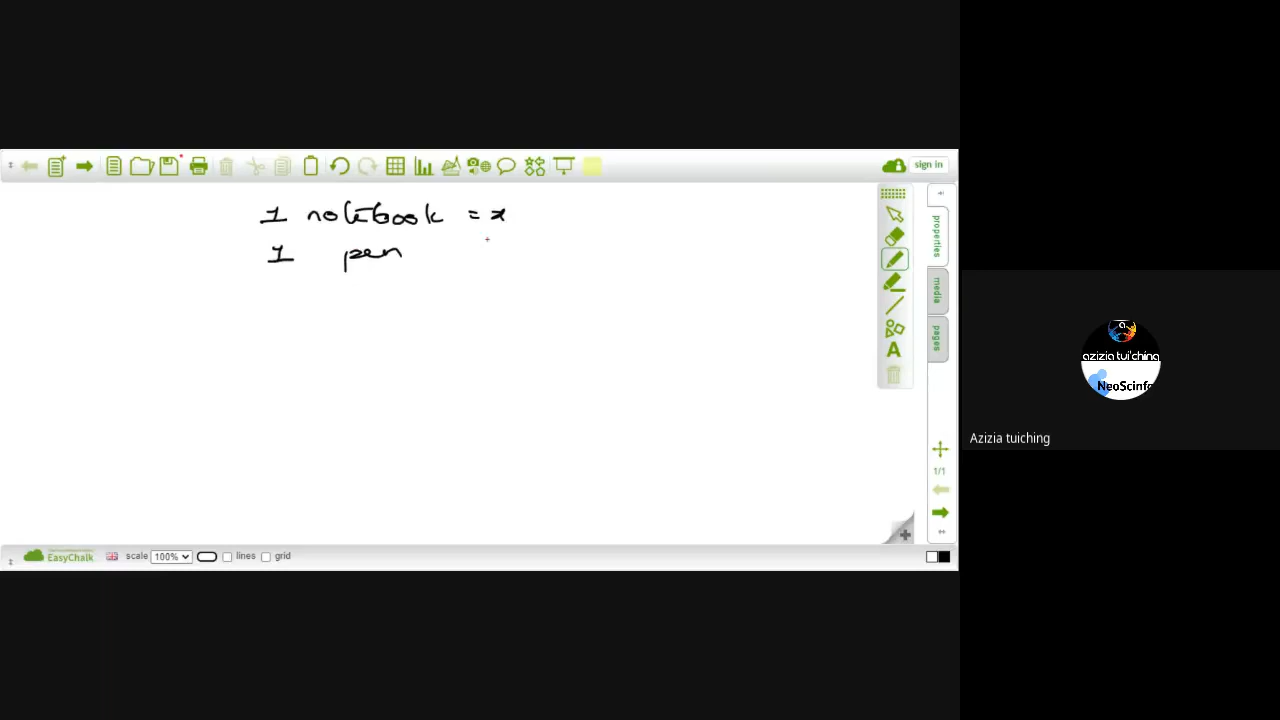 sign in
1 notebook = x
1 pen
properties
media
pages
1/1
EasyChalk
scale 100% lines grid
azizia tui'ching
NeoScinfo
Azizia tuiching